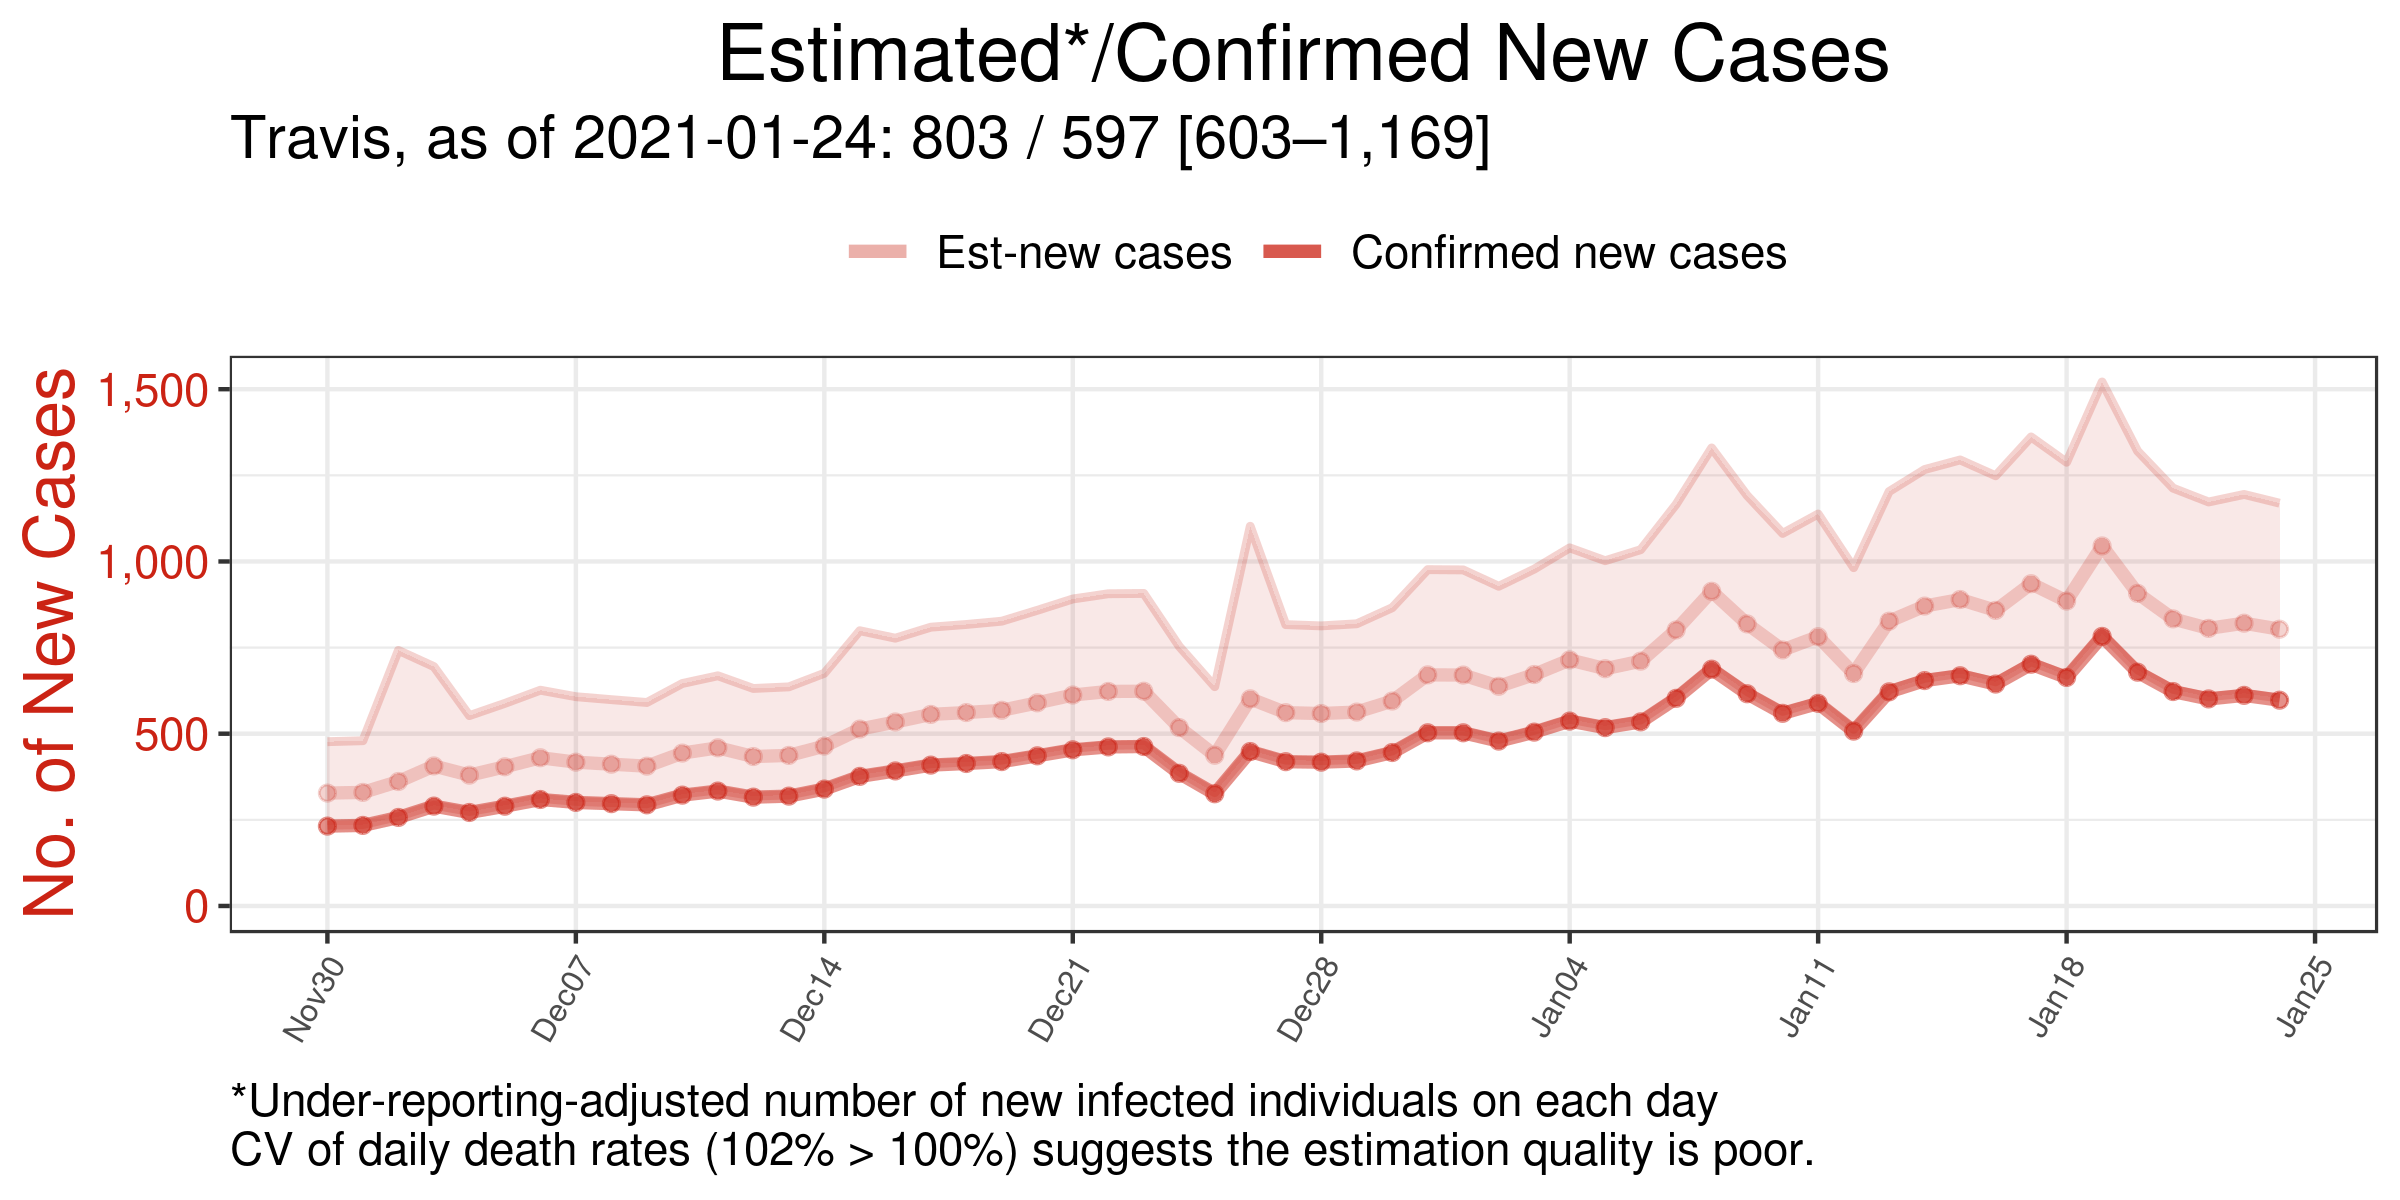 Estimated*/Confirmed New Cases
Travis, as of 2021-01-24: 803 / 597 [603–1,169]
Est-new cases
Confirmed new cases
No. of New Cases
1,500
1,000
500
0
Nov30
Dec07
Dec14
Dec21
Dec28
Jan04
Jan11
Jan18
Jan25
*Under-reporting-adjusted number of new infected individuals on each day
CV of daily death rates (102% > 100%) suggests the estimation quality is poor.